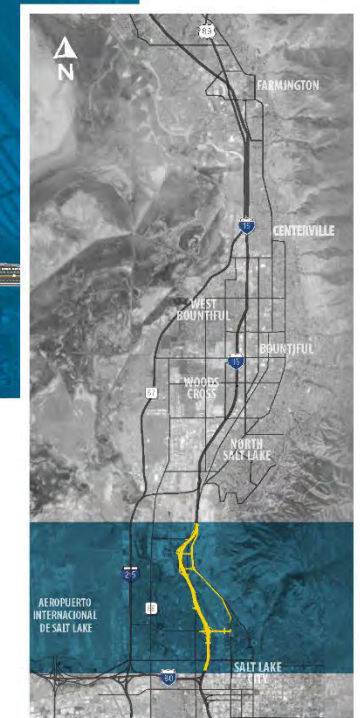 89
N
FARMINGTON
15
CENTERVILLE
WEST
BOUNTIFUL
BOUNTIFUL
15
WOODS
CROSS
67
NORTH
SALT LAKE
215
68
AEROPUERTO
INTERNACIONAL
DE SALT LAKE
SALT LAKE
CITY
80